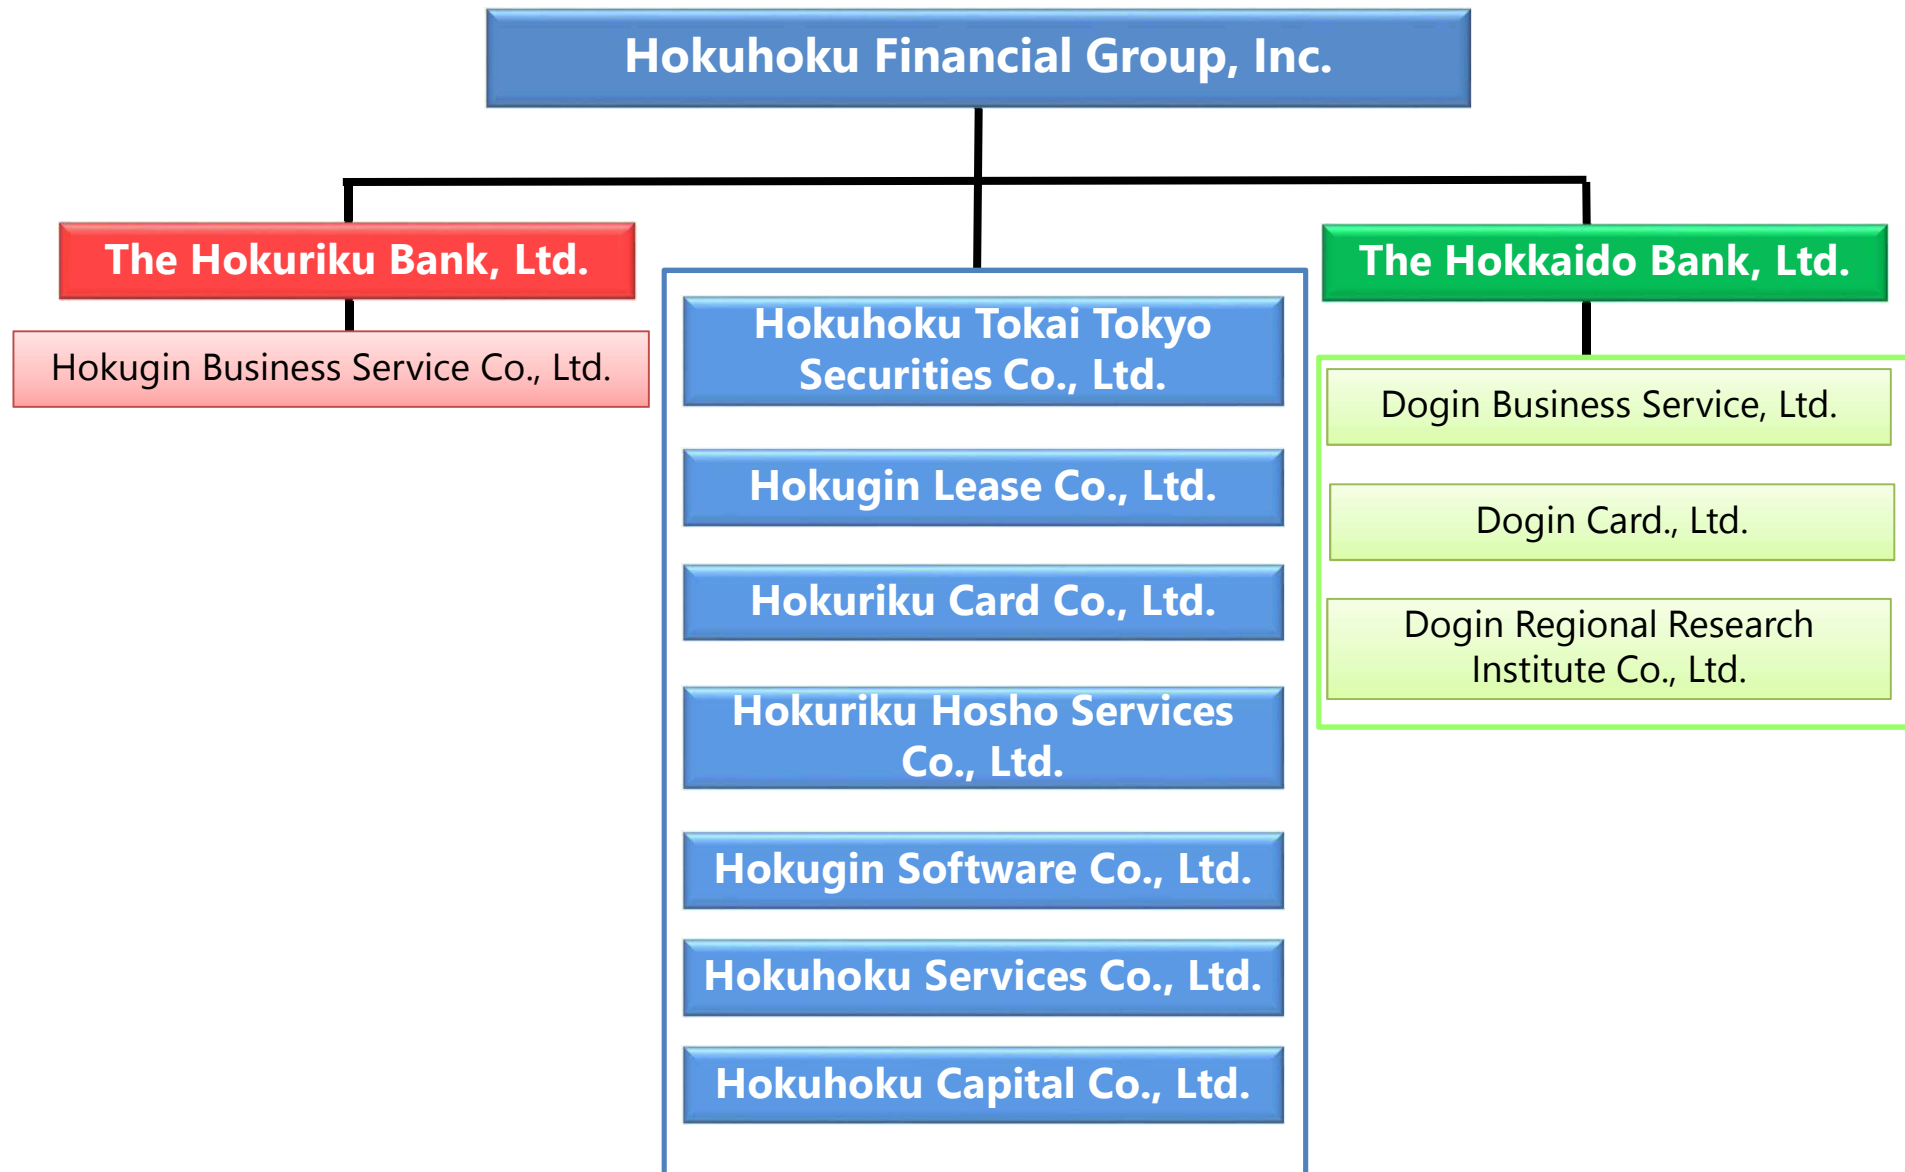 Hokuhoku Financial Group, Inc.
The Hokuriku Bank, Ltd.
Hokugin Business Service Co., Ltd.
Hokuhoku Tokai Tokyo
Securities Co., Ltd.
Hokugin Lease Co., Ltd.
Hokuriku Card Co., Ltd.
Hokuriku Hosho Services
Co., Ltd.
Hokugin Software Co., Ltd.
Hokuhoku Services Co., Ltd.
Hokuhoku Capital Co., Ltd.
The Hokkaido Bank, Ltd.
Dogin Business Service, Ltd.
Dogin Card., Ltd.
Dogin Regional Research
Institute Co., Ltd.